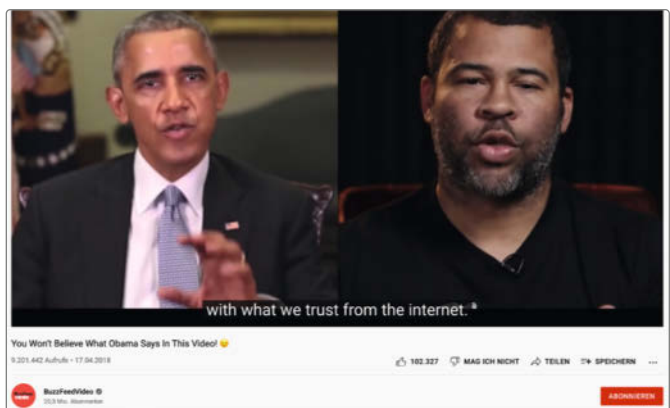 with what we trust from the internet.
You Won't Believe What Obama Says In This Video! 😉
9.201.442 Aufrufe • 17.04.2018
102.327 MAG ICH NICHT TEILEN SPEICHERN ...
BuzzFeedVideo
ABONNIEREN